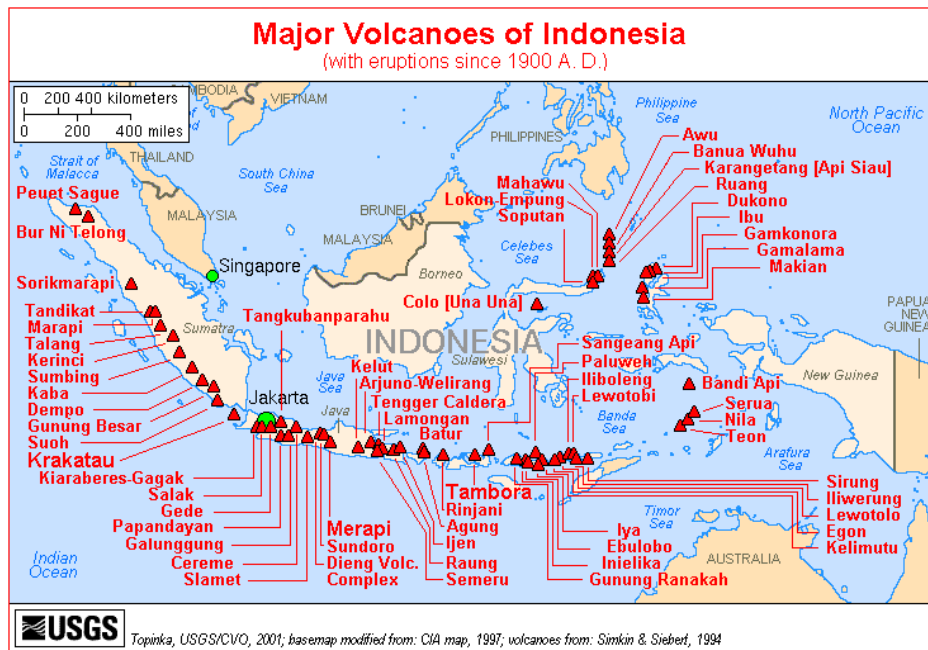 Major Volcanoes of Indonesia
(with eruptions since 1900 A. D.)
0 200 400 kilometers
0 200 400 miles
CAMBODIA
VIETNAM
THAILAND
Strait of
Malacca
South China
Sea
PHILIPPINES
Philippine
Sea
North Pacific
Ocean
MALAYSIA
BRUNEI
MALAYSIA
Singapore
Borneo
Celebes
Sea
Sumatra
INDONESIA
Sulawesi
PAPUA
NEW
GUINEA
New Guinea
Java
Sea
Jakarta
Java
Banda
Sea
Arafura
Sea
Timor
Sea
Indian
Ocean
AUSTRALIA
Peuet Sague
Bur Ni Telong
Sorikmarapi
Tandikat
Marapi
Talang
Kerinci
Sumbing
Kaba
Dempo
Gunung Besar
Suoh
Krakatau
Kiaraberes-Gagak
Salak
Gede
Papandayan
Galunggung
Cereme
Slamet
Tangkubanparahu
Merapi
Sundoro
Dieng Volc.
Complex
Kelut
Arjuno-Welirang
Tengger Caldera
Lamongan
Batur
Tambora
Rinjani
Agung
Ijen
Raung
Semeru
Mahawu
Lokon Empung
Soputan
Colo [Una Una]
Awu
Banua Wuhu
Karangetang [Api Siau]
Ruang
Dukono
Ibu
Gamkonora
Gamalama
Makian
Sangeang Api
Paluweh
Iliboleng
Lewotobi
Bandi Api
Serua
Nila
Teon
Sirung
Iliwerung
Lewotolo
Egon
Kelimutu
Iya
Ebulobo
Inielika
Gunung Ranakah
USGS
Topinka, USGS/CVO, 2001; basemap modified from: CIA map, 1997; volcanoes from: Simkin & Siebert, 1994